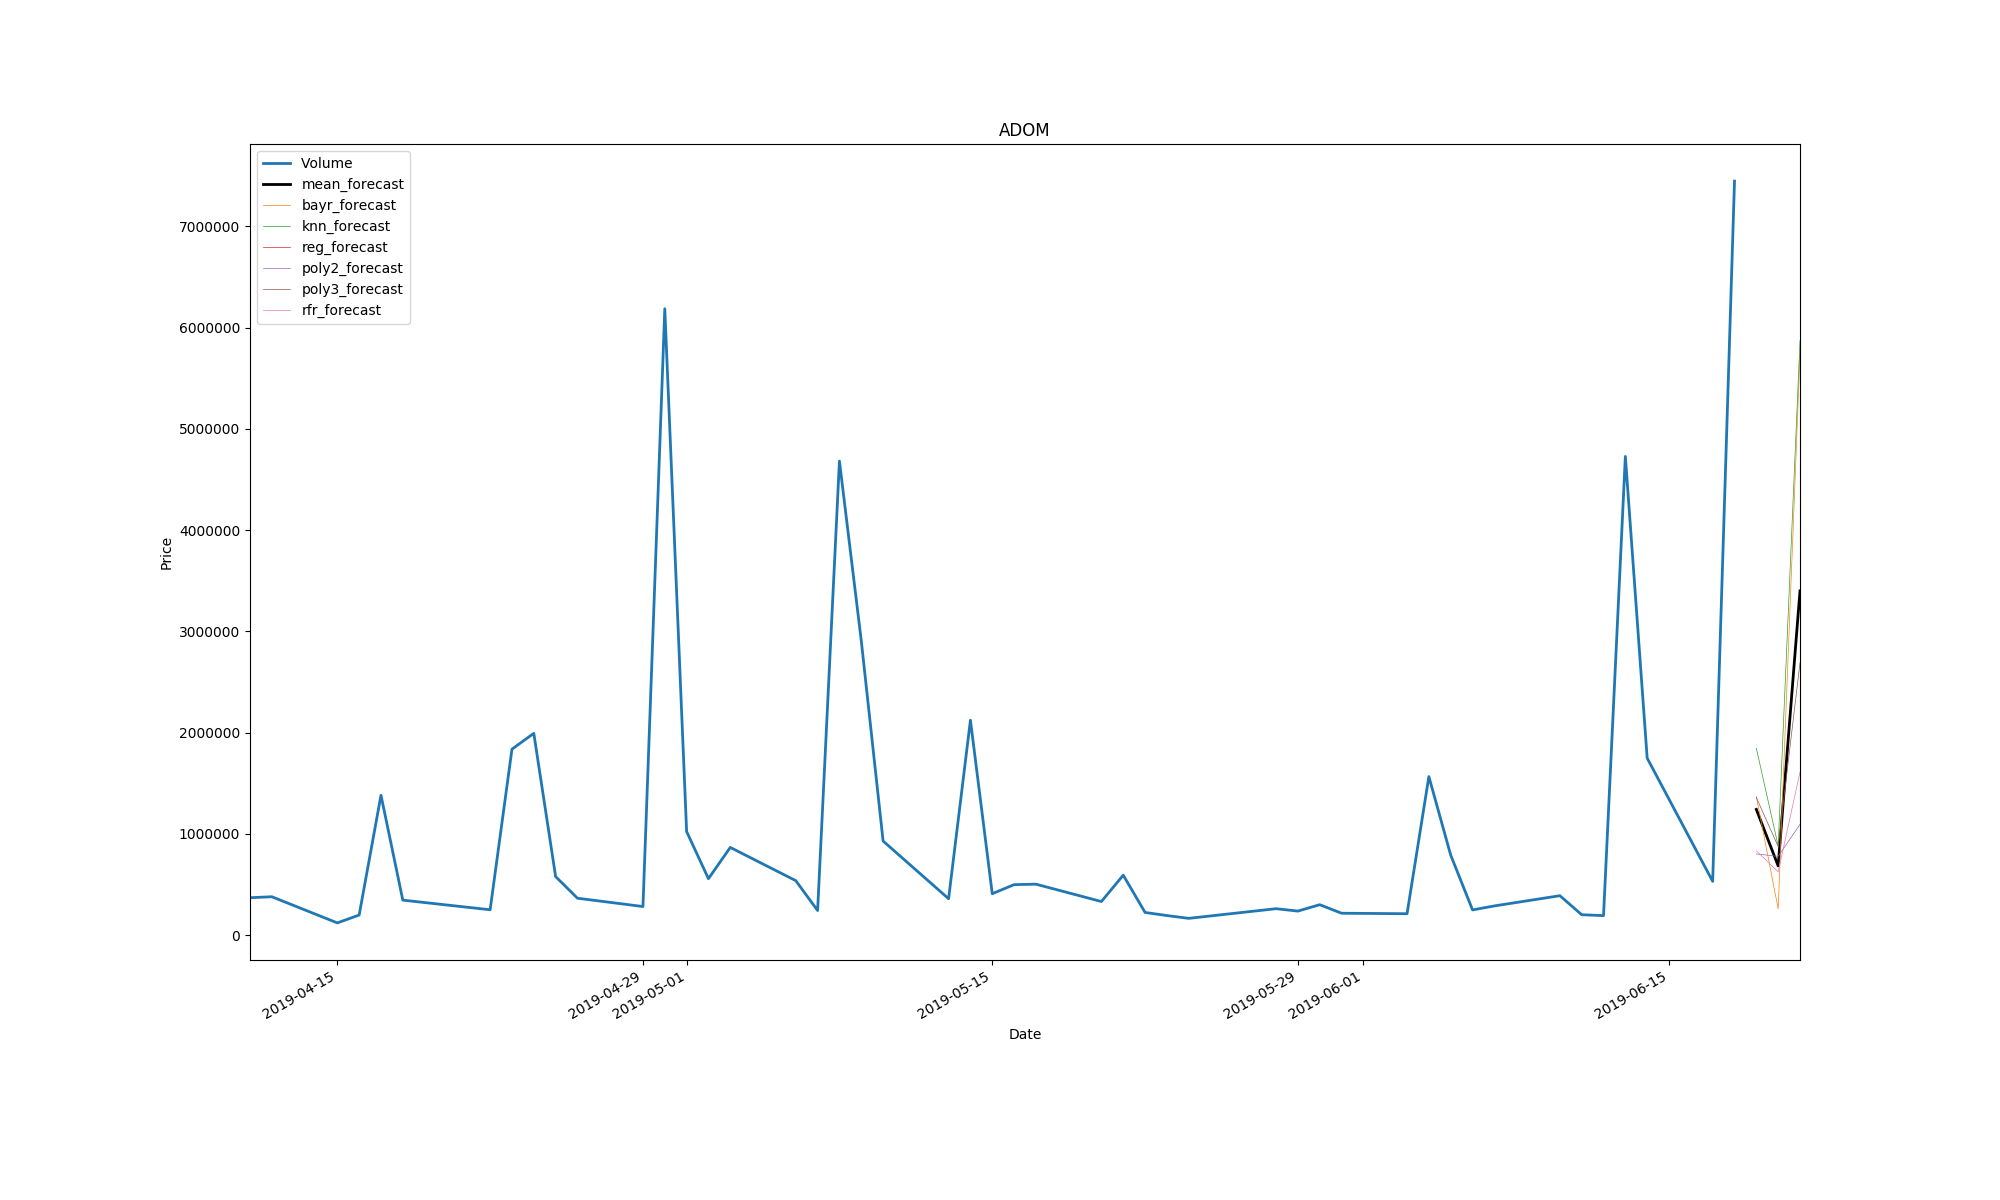 ADOM
Volume
mean_forecast
bayr_forecast
knn_forecast
reg_forecast
poly2_forecast
poly3_forecast
rfr_forecast
7000000
6000000
5000000
4000000
3000000
2000000
1000000
0
Price
2019-04-15
2019-04-29
2019-05-01
2019-05-15
2019-05-29
2019-06-01
2019-06-15
Date